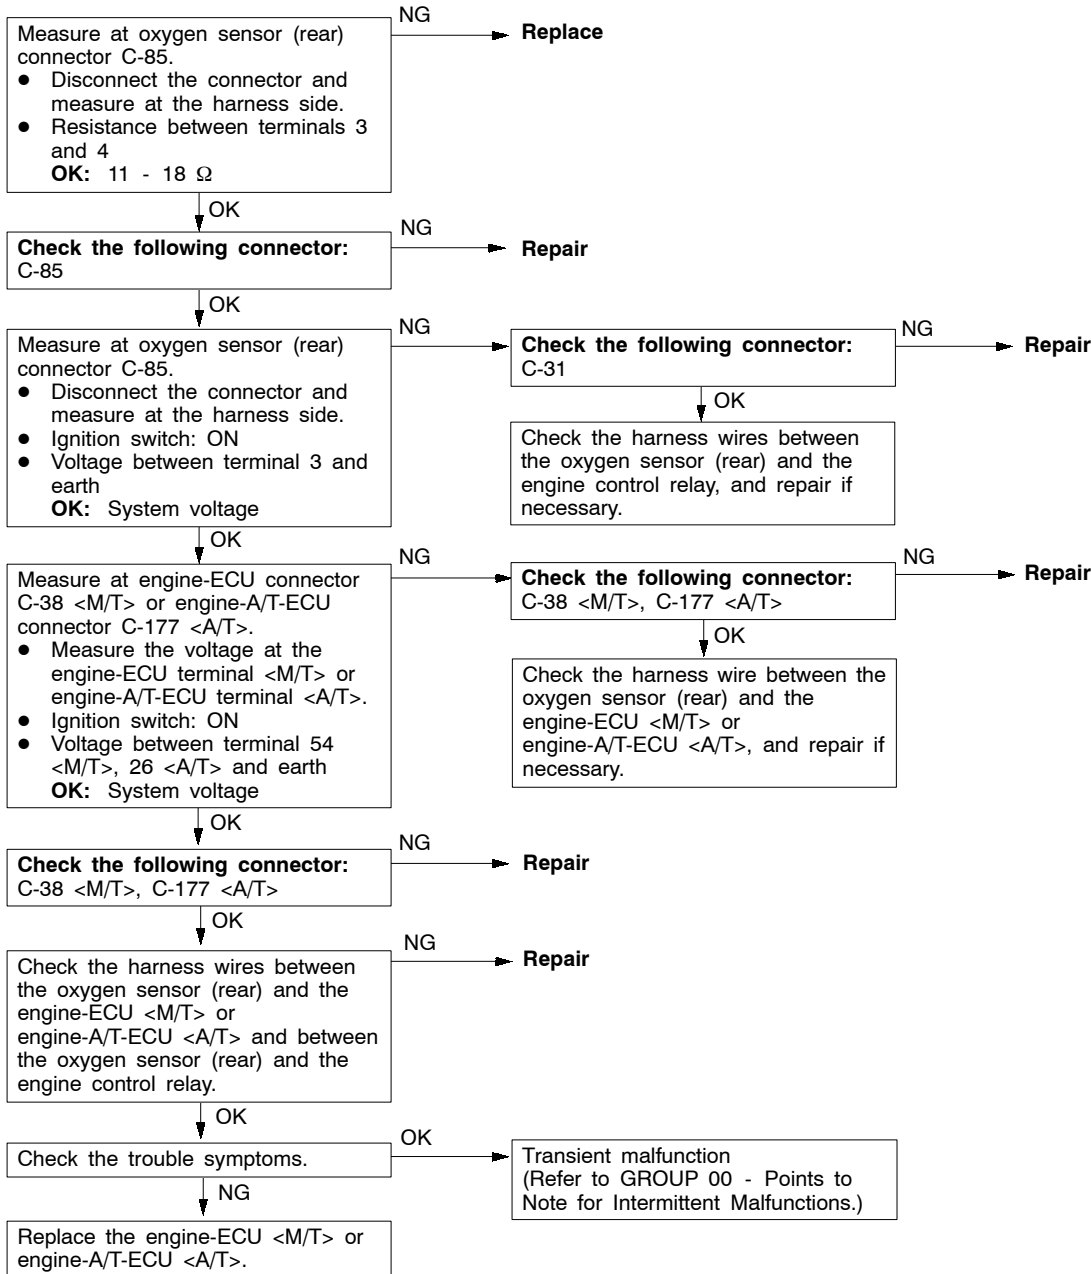 Measure at oxygen sensor (rear)
connector C-85.
● Disconnect the connector and
measure at the harness side.
● Resistance between terminals 3
and 4
OK: 11 - 18 Ω
NG
Replace
OK
Check the following connector:
C-85
NG
Repair
OK
Measure at oxygen sensor (rear)
connector C-85.
● Disconnect the connector and
measure at the harness side.
● Ignition switch: ON
● Voltage between terminal 3 and
earth
OK: System voltage
NG
Check the following connector:
C-31
NG
Repair
OK
Check the harness wires between
the oxygen sensor (rear) and the
engine control relay, and repair if
necessary.
OK
Measure at engine-ECU connector
C-38 <M/T> or engine-A/T-ECU
connector C-177 <A/T>.
● Measure the voltage at the
engine-ECU terminal <M/T> or
engine-A/T-ECU terminal <A/T>.
● Ignition switch: ON
● Voltage between terminal 54
<M/T>, 26 <A/T> and earth
OK: System voltage
NG
Check the following connector:
C-38 <M/T>, C-177 <A/T>
NG
Repair
OK
Check the harness wire between the
oxygen sensor (rear) and the
engine-ECU <M/T> or
engine-A/T-ECU <A/T>, and repair if
necessary.
OK
Check the following connector:
C-38 <M/T>, C-177 <A/T>
NG
Repair
OK
Check the harness wires between
the oxygen sensor (rear) and the
engine-ECU <M/T> or
engine-A/T-ECU <A/T> and between
the oxygen sensor (rear) and the
engine control relay.
NG
Repair
OK
Check the trouble symptoms.
OK
Transient malfunction
(Refer to GROUP 00 - Points to
Note for Intermittent Malfunctions.)
NG
Replace the engine-ECU <M/T> or
engine-A/T-ECU <A/T>.